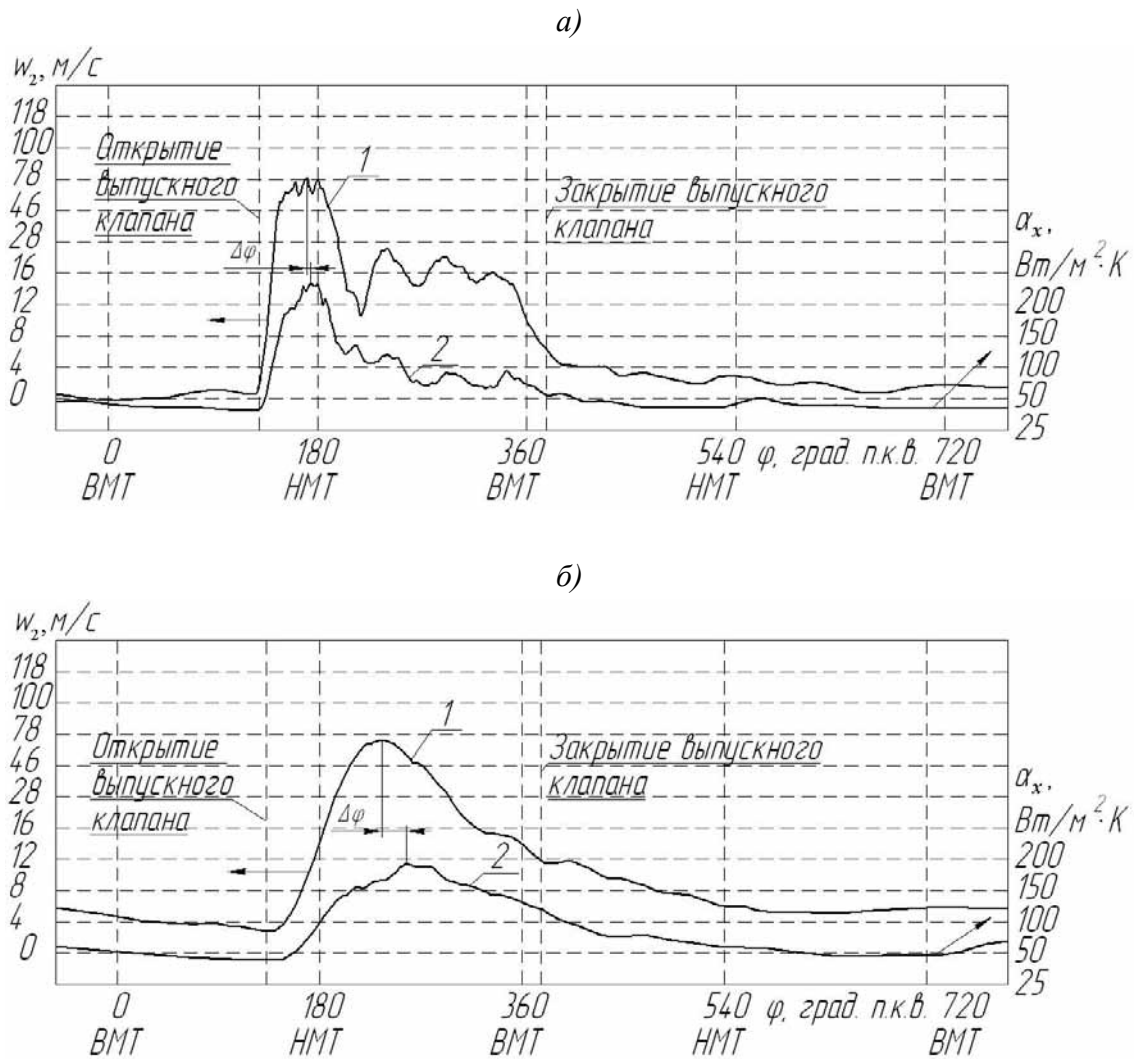 а)
w₂, м/с
118
100
78
46
28
16
12
8
4
0
Открытие
выпускного
клапана
1
Δφ
2
Закрытие выпускного
клапана
αₓ,
Вт/м²·К
200
150
100
50
25
0 180 360 540 φ, град. п.к.в. 720
ВМТ НМТ ВМТ НМТ ВМТ
б)
w₂, м/с
118
100
78
46
28
16
12
8
4
0
Открытие
выпускного
клапана
1
Δφ
2
Закрытие выпускного
клапана
αₓ,
Вт/м²·К
200
150
100
50
25
0 180 360 540 φ, град. п.к.в. 720
ВМТ НМТ ВМТ НМТ ВМТ